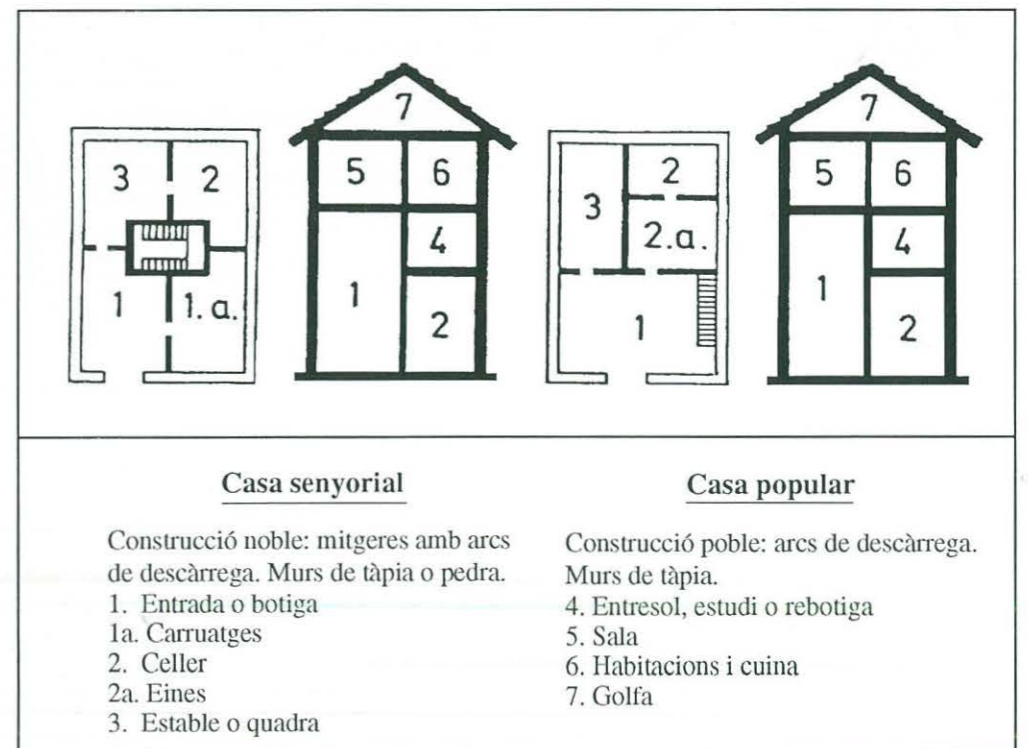 7
7
3 2
5 6
2
5 6
3
4
2.a.
4
1 1.a.
1
2
1
1
2
Casa senyorial
Construcció noble: mitgeres amb arcs
de descàrrega. Murs de tàpia o pedra.
1. Entrada o botiga
1a. Carruatges
2. Celler
2a. Eines
3. Estable o quadra
Casa popular
Construcció poble: arcs de descàrrega.
Murs de tàpia.
4. Entresol, estudi o rebotiga
5. Sala
6. Habitacions i cuina
7. Golfa